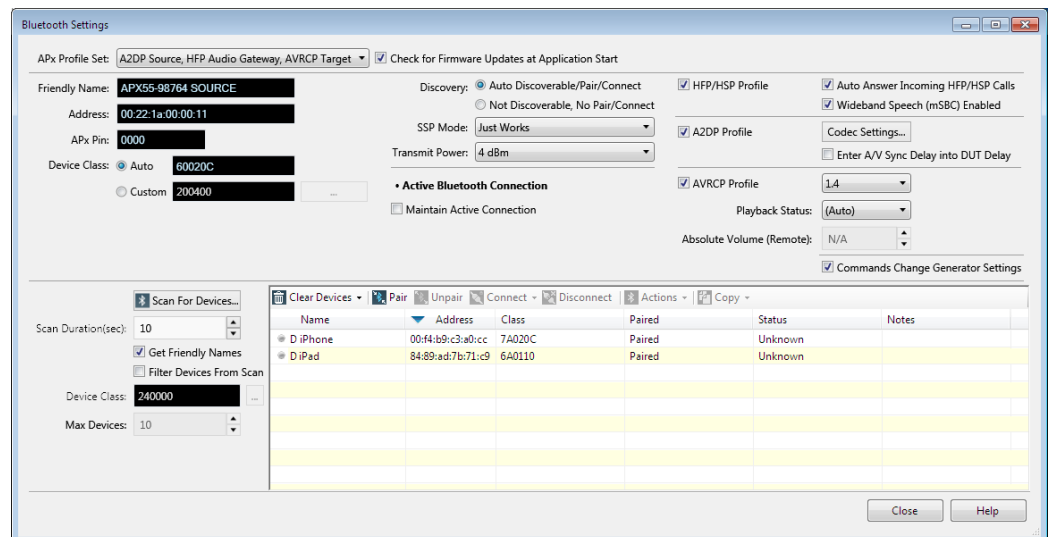 Bluetooth Settings
APx Profile Set: A2DP Source, HFP Audio Gateway, AVRCP Target Check for Firmware Updates at Application Start
Friendly Name: APX55-98764 SOURCE
Address: 00:22:1a:00:00:11
APx Pin: 0000
Device Class: Auto 60020C
Custom 200400 ...
Discovery: Auto Discoverable/Pair/Connect
Not Discoverable, No Pair/Connect
SSP Mode: Just Works
Transmit Power: 4 dBm
• Active Bluetooth Connection
Maintain Active Connection
HFP/HSP Profile Auto Answer Incoming HFP/HSP Calls
Wideband Speech (mSBC) Enabled
A2DP Profile Codec Settings...
Enter A/V Sync Delay into DUT Delay
AVRCP Profile 1.4
Playback Status: (Auto)
Absolute Volume (Remote): N/A
Commands Change Generator Settings
Scan For Devices...
Scan Duration(sec): 10
Get Friendly Names
Filter Devices From Scan
Device Class: 240000 ...
Max Devices: 10
Clear Devices Pair Unpair Connect Disconnect Actions Copy
Name Address Class Paired Status Notes
D iPhone 00:f4:b9:c3:a0:cc 7A020C Paired Unknown
D iPad 84:89:ad:7b:71:c9 6A0110 Paired Unknown
Close Help